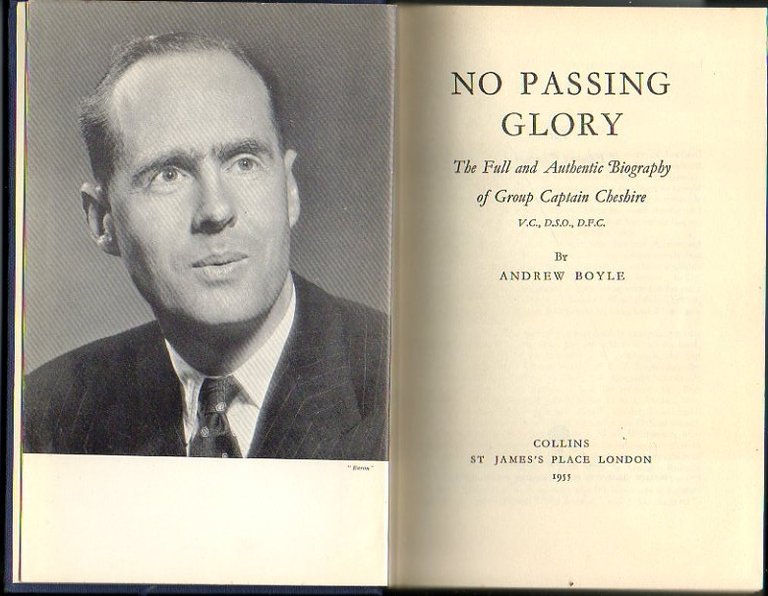 "Baron"
NO PASSING
GLORY
The Full and Authentic Biography
of Group Captain Cheshire
V.C., D.S.O., D.F.C.
By
ANDREW BOYLE
COLLINS
ST JAMES'S PLACE LONDON
1955